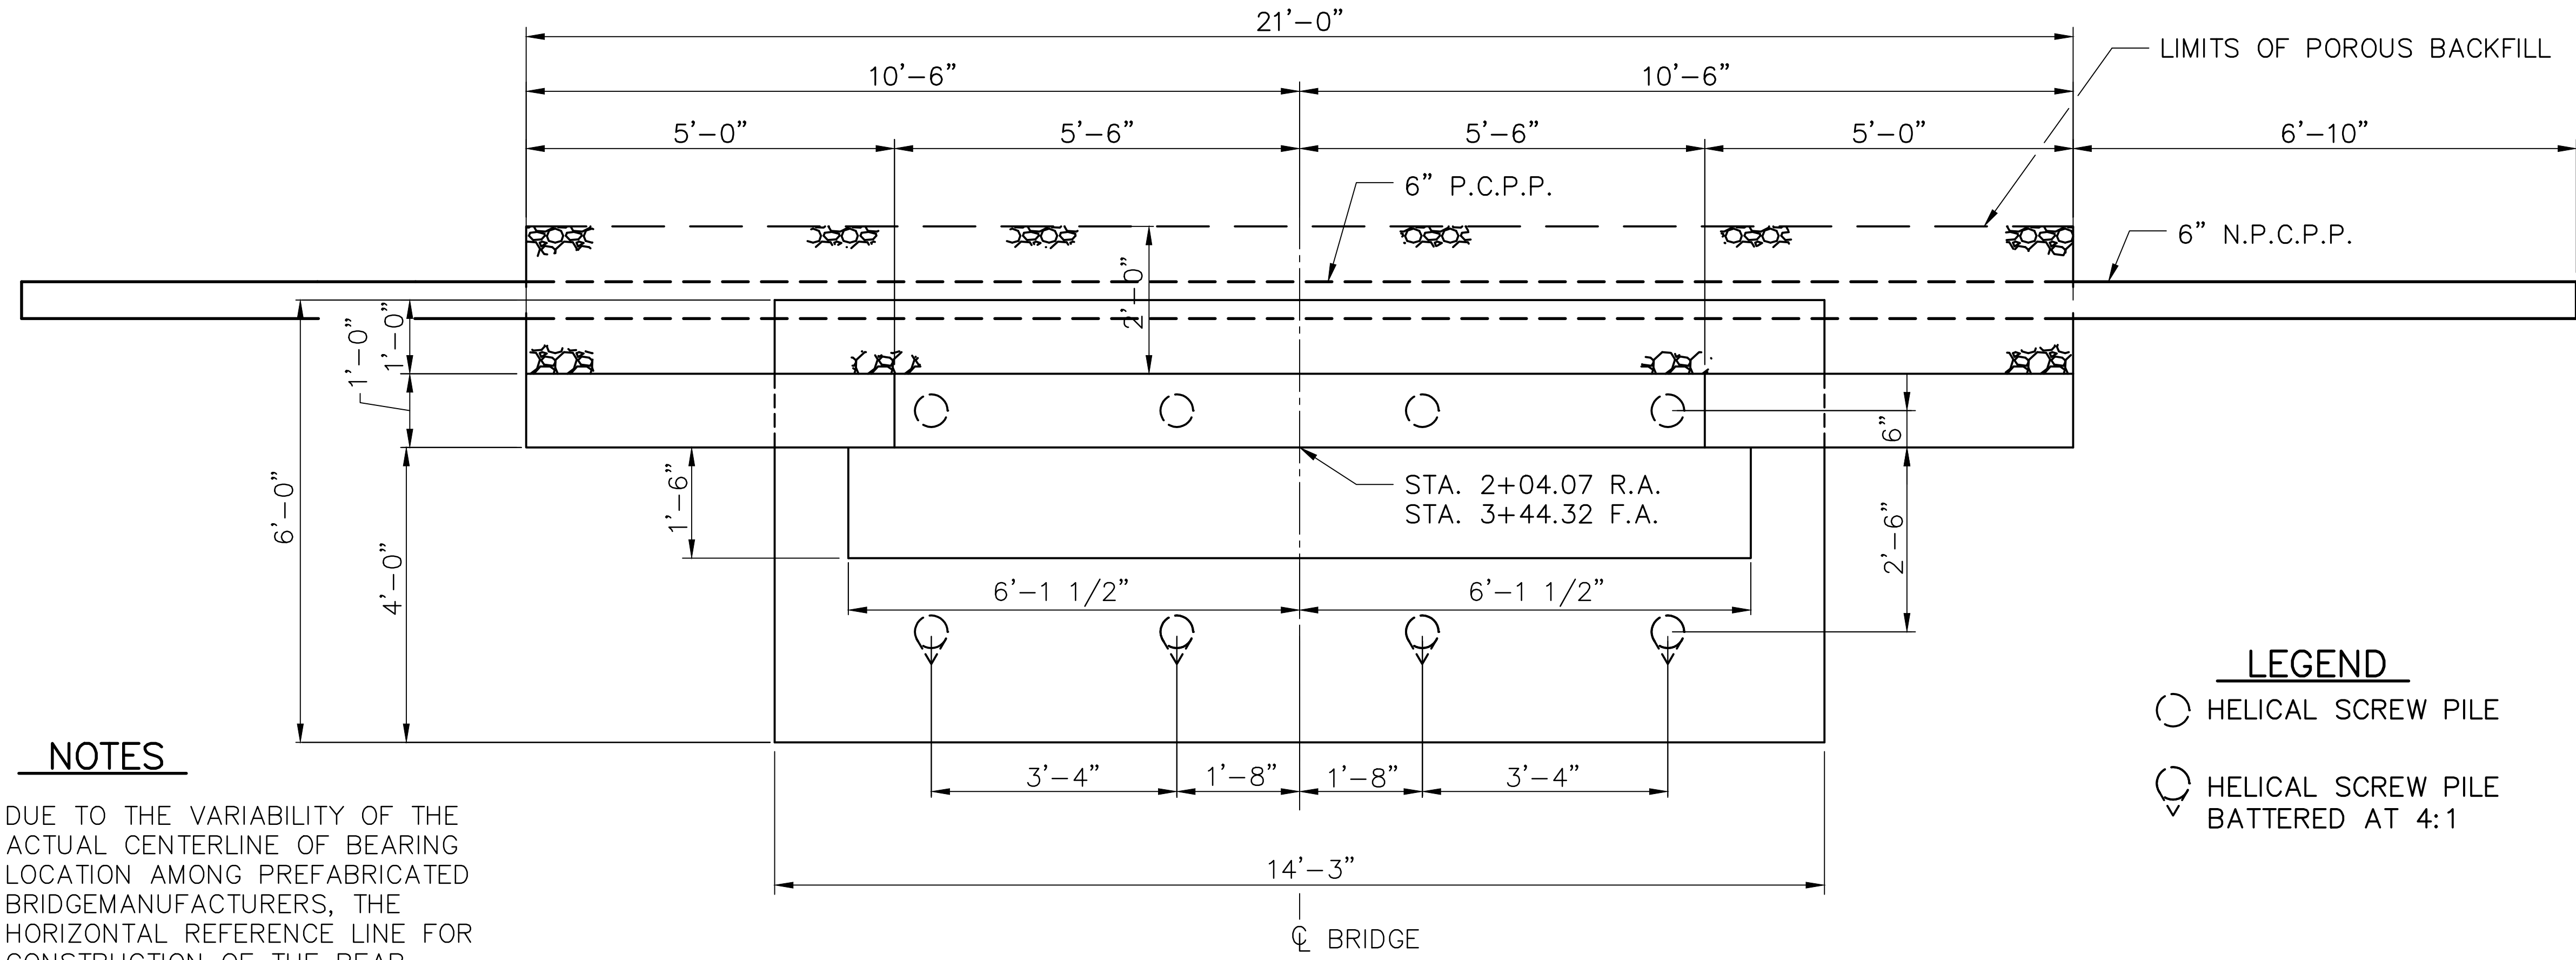 21'-0"
LIMITS OF POROUS BACKFILL
10'-6" 10'-6"
5'-0" 5'-6" 5'-6" 5'-0" 6'-10"
6" P.C.P.P.
6" N.P.C.P.P.
2'-0"
1'-0"
1'-0"
6"
6'-0"
1'-6"
STA. 2+04.07 R.A.
STA. 3+44.32 F.A.
2'-6"
4'-0"
6'-1 1/2" 6'-1 1/2"
LEGEND
HELICAL SCREW PILE
HELICAL SCREW PILE
BATTERED AT 4:1
3'-4" 1'-8" 1'-8" 3'-4"
14'-3"
℄ BRIDGE
NOTES
DUE TO THE VARIABILITY OF THE
ACTUAL CENTERLINE OF BEARING
LOCATION AMONG PREFABRICATED
BRIDGEMANUFACTURERS, THE
HORIZONTAL REFERENCE LINE FOR
CONSTRUCTION OF THE REAR